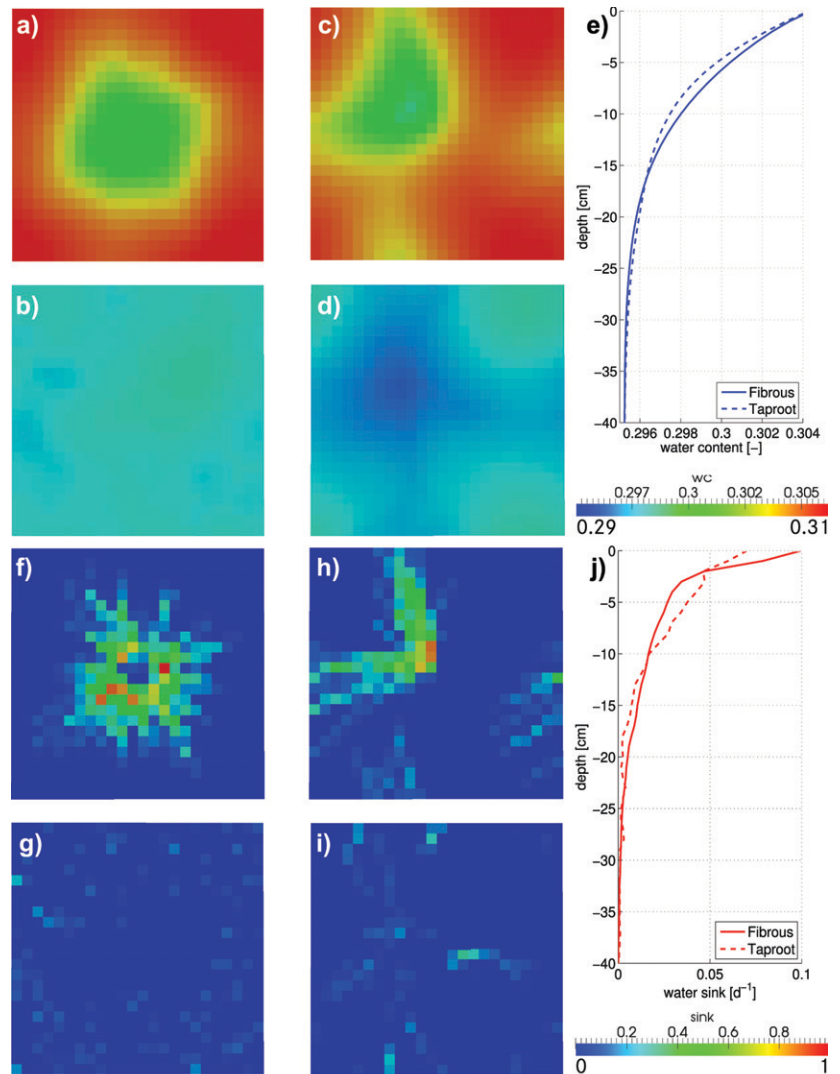 a)
c)
e)
0
−5
−10
−15
−20
−25
−30
−35
−40
depth [cm]
Fibrous
Taproot
0.296 0.298 0.3 0.302 0.304
water content [-]
b)
d)
wc
0.297 0.3 0.302 0.305
0.29 0.31
f)
h)
j)
0
−5
−10
−15
−20
−25
−30
−35
−40
depth [cm]
Fibrous
Taproot
0 0.05 0.1
water sink [d⁻¹]
g)
i)
sink
0.2 0.4 0.6 0.8
0 1